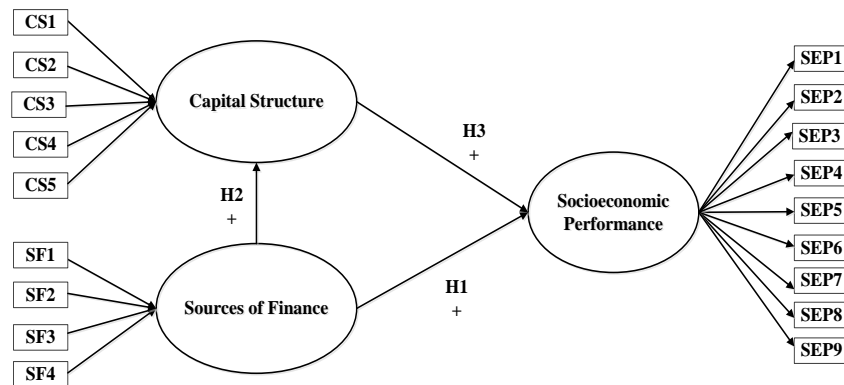 CS1
CS2
CS3
CS4
CS5
Capital Structure
H3
+
H2
+
SF1
SF2
SF3
SF4
Sources of Finance
H1
+
Socioeconomic
Performance
SEP1
SEP2
SEP3
SEP4
SEP5
SEP6
SEP7
SEP8
SEP9